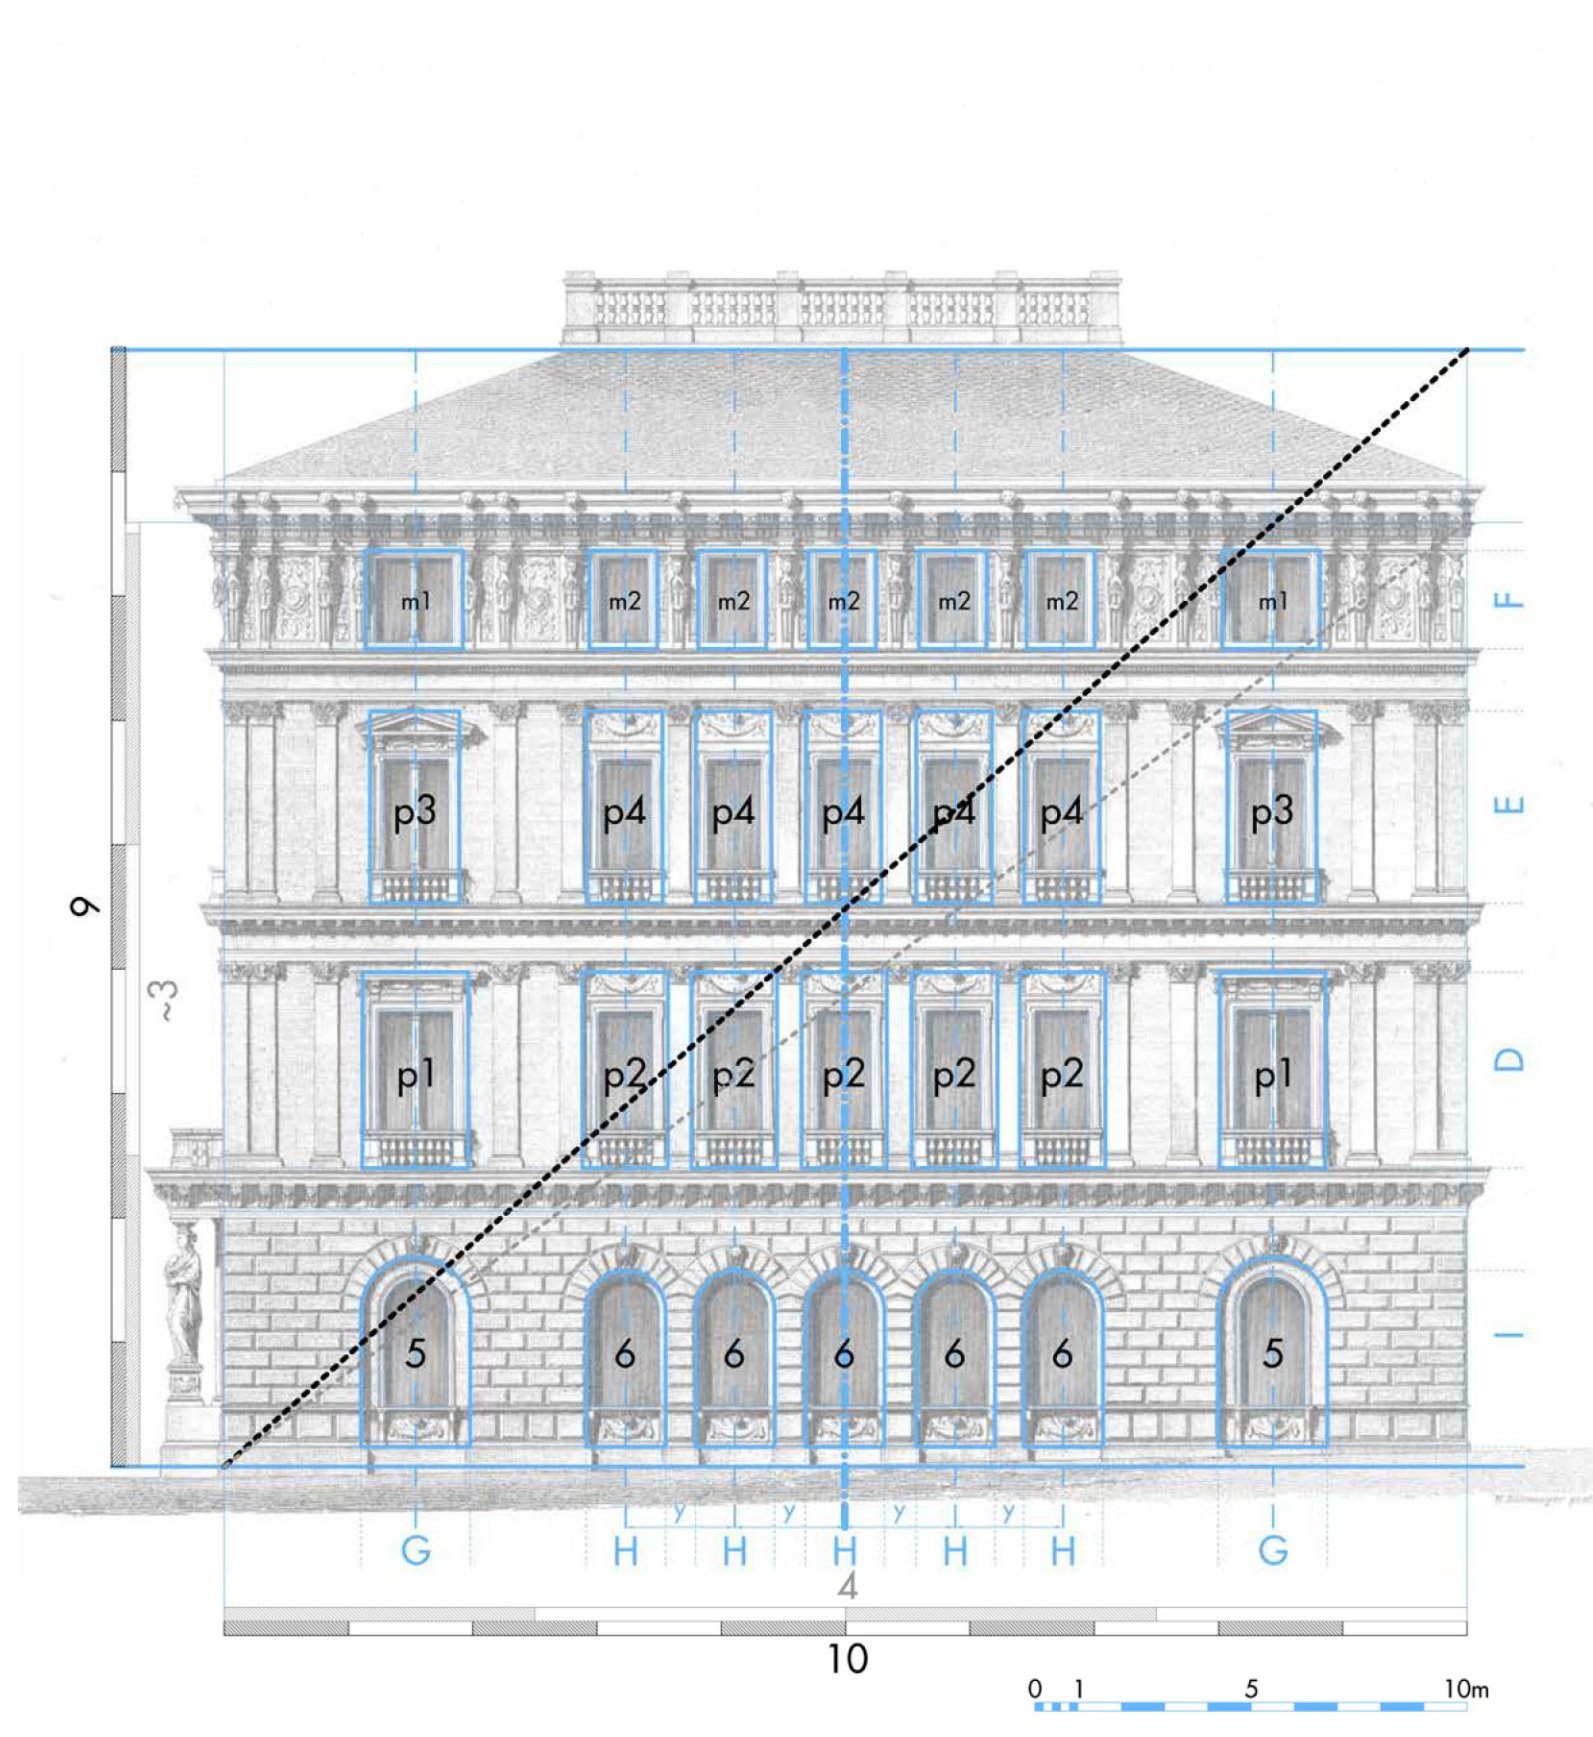 m1 m2 m2 m2 m2 m2 m1
F
p3 p4 p4 p4 p4 p4 p3
E
9
~3
p1 p2 p2 p2 p2 p2 p1
D
5 6 6 6 6 6 5
I
y y y y
G H H H H H G
4
10
0 1 5 10m